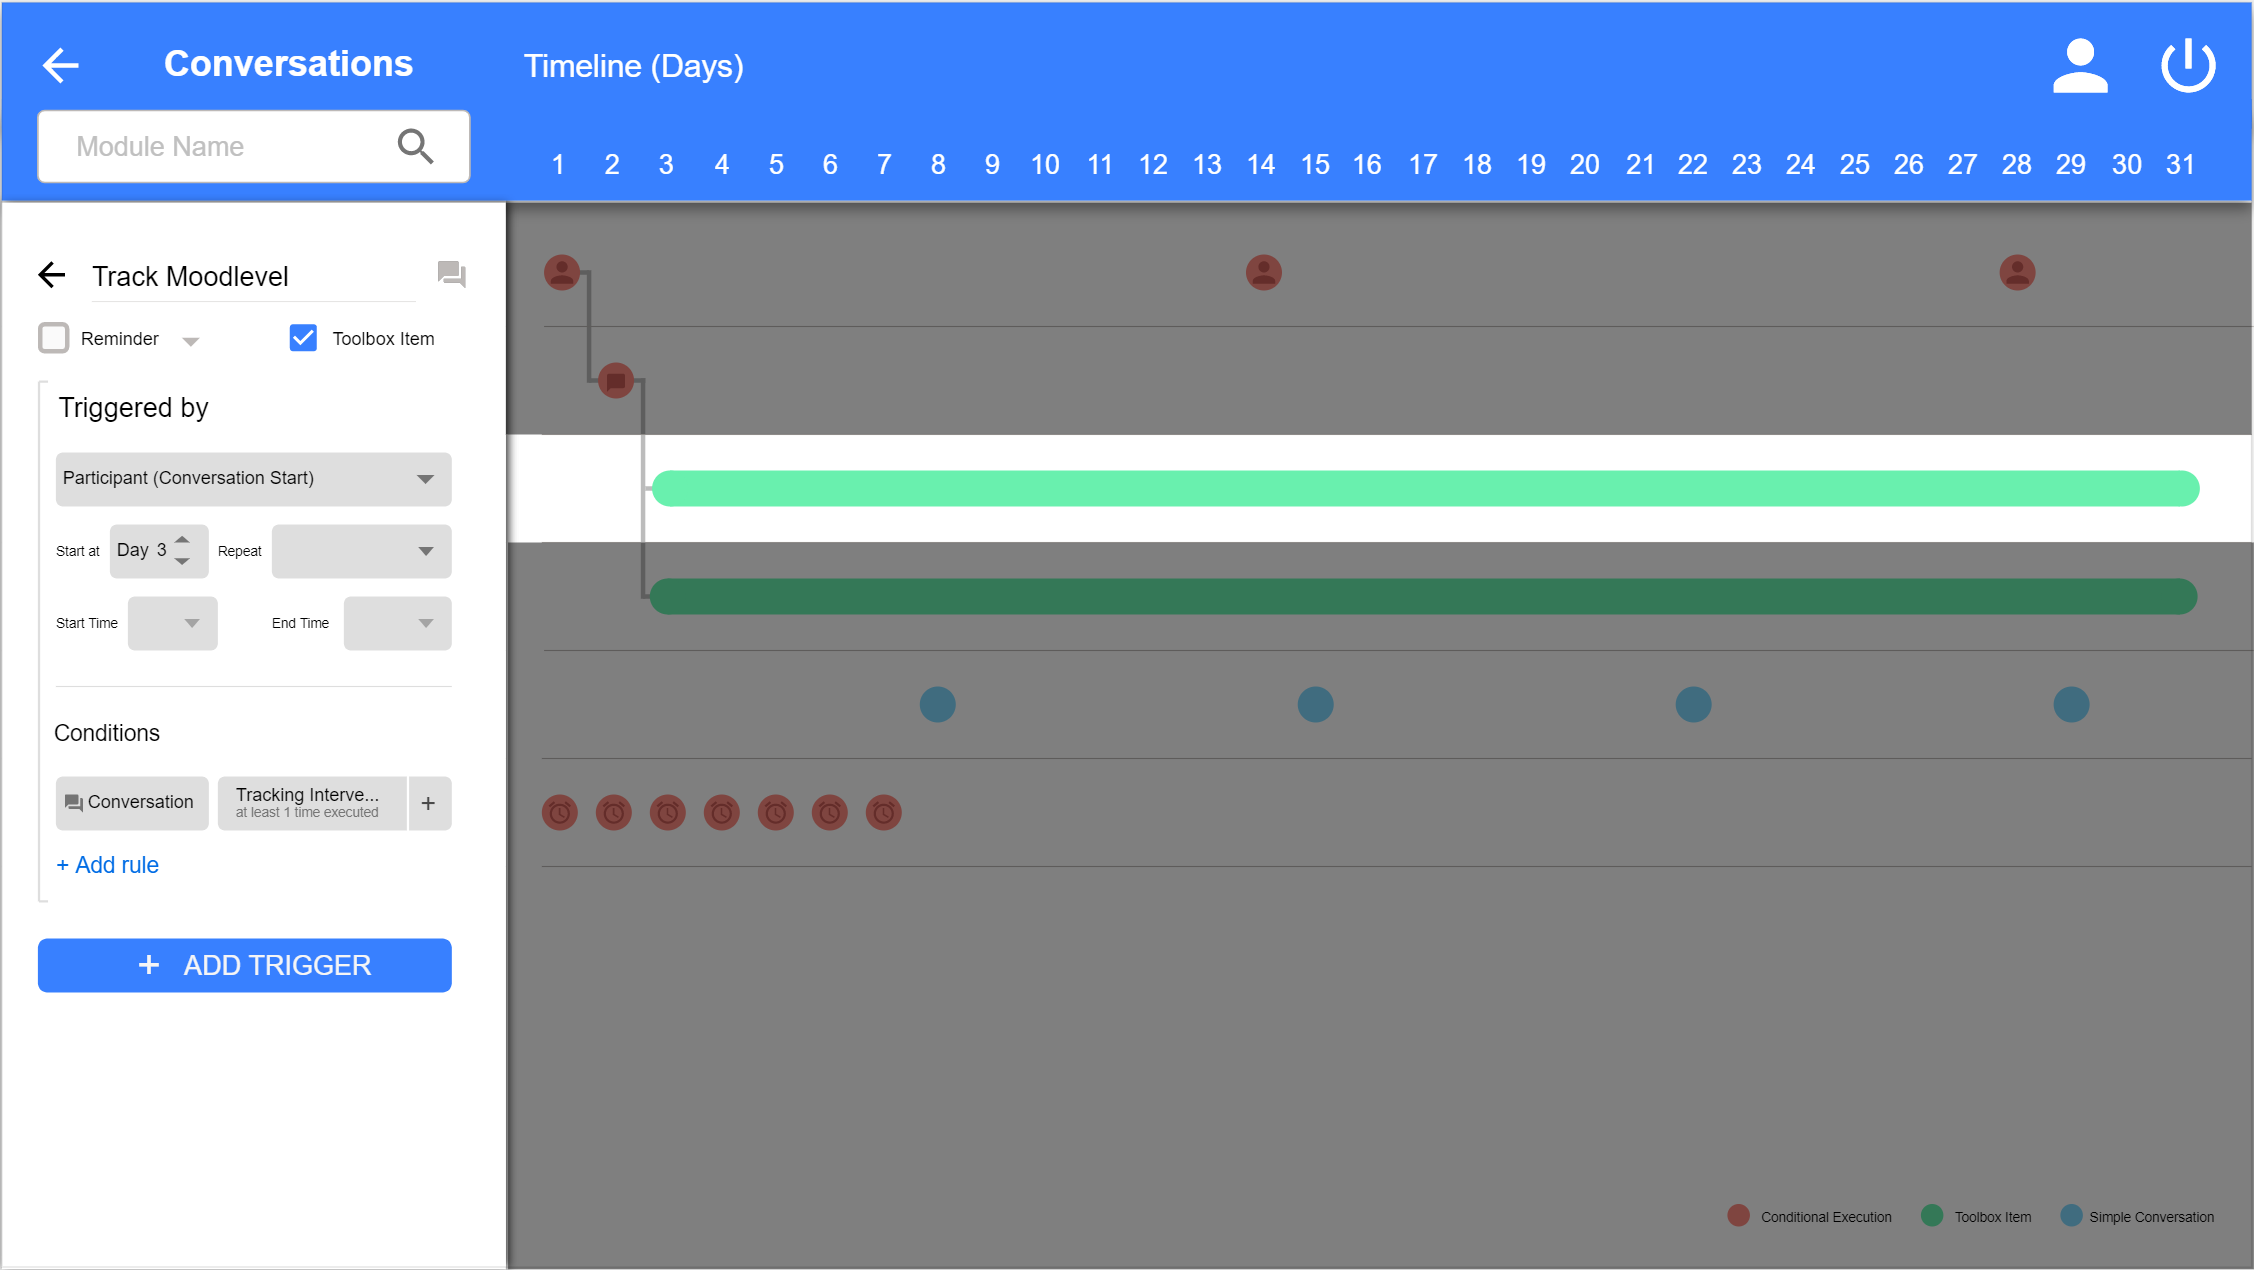 Conversations
Timeline (Days)
Module Name
1 2 3 4 5 6 7 8 9 10 11 12 13 14 15 16 17 18 19 20 21 22 23 24 25 26 27 28 29 30 31
Track Moodlevel
Reminder
Toolbox Item
Triggered by
Participant (Conversation Start)
Start at Day 3 Repeat
Start Time End Time
Conditions
Conversation
Tracking Interve...
at least 1 time executed
+
+ Add rule
+ ADD TRIGGER
Conditional Execution Toolbox Item Simple Conversation